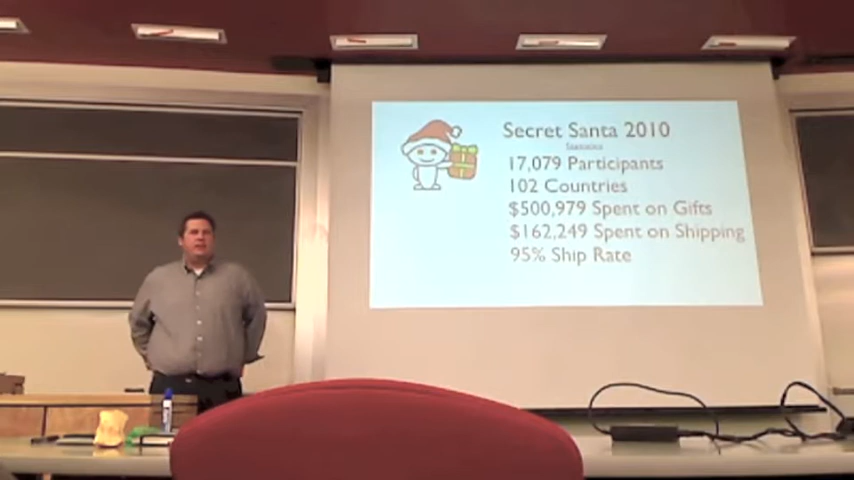 Secret Santa 2010
Statistics
17,079 Participants
102 Countries
$500,979 Spent on Gifts
$162,249 Spent on Shipping
95% Ship Rate